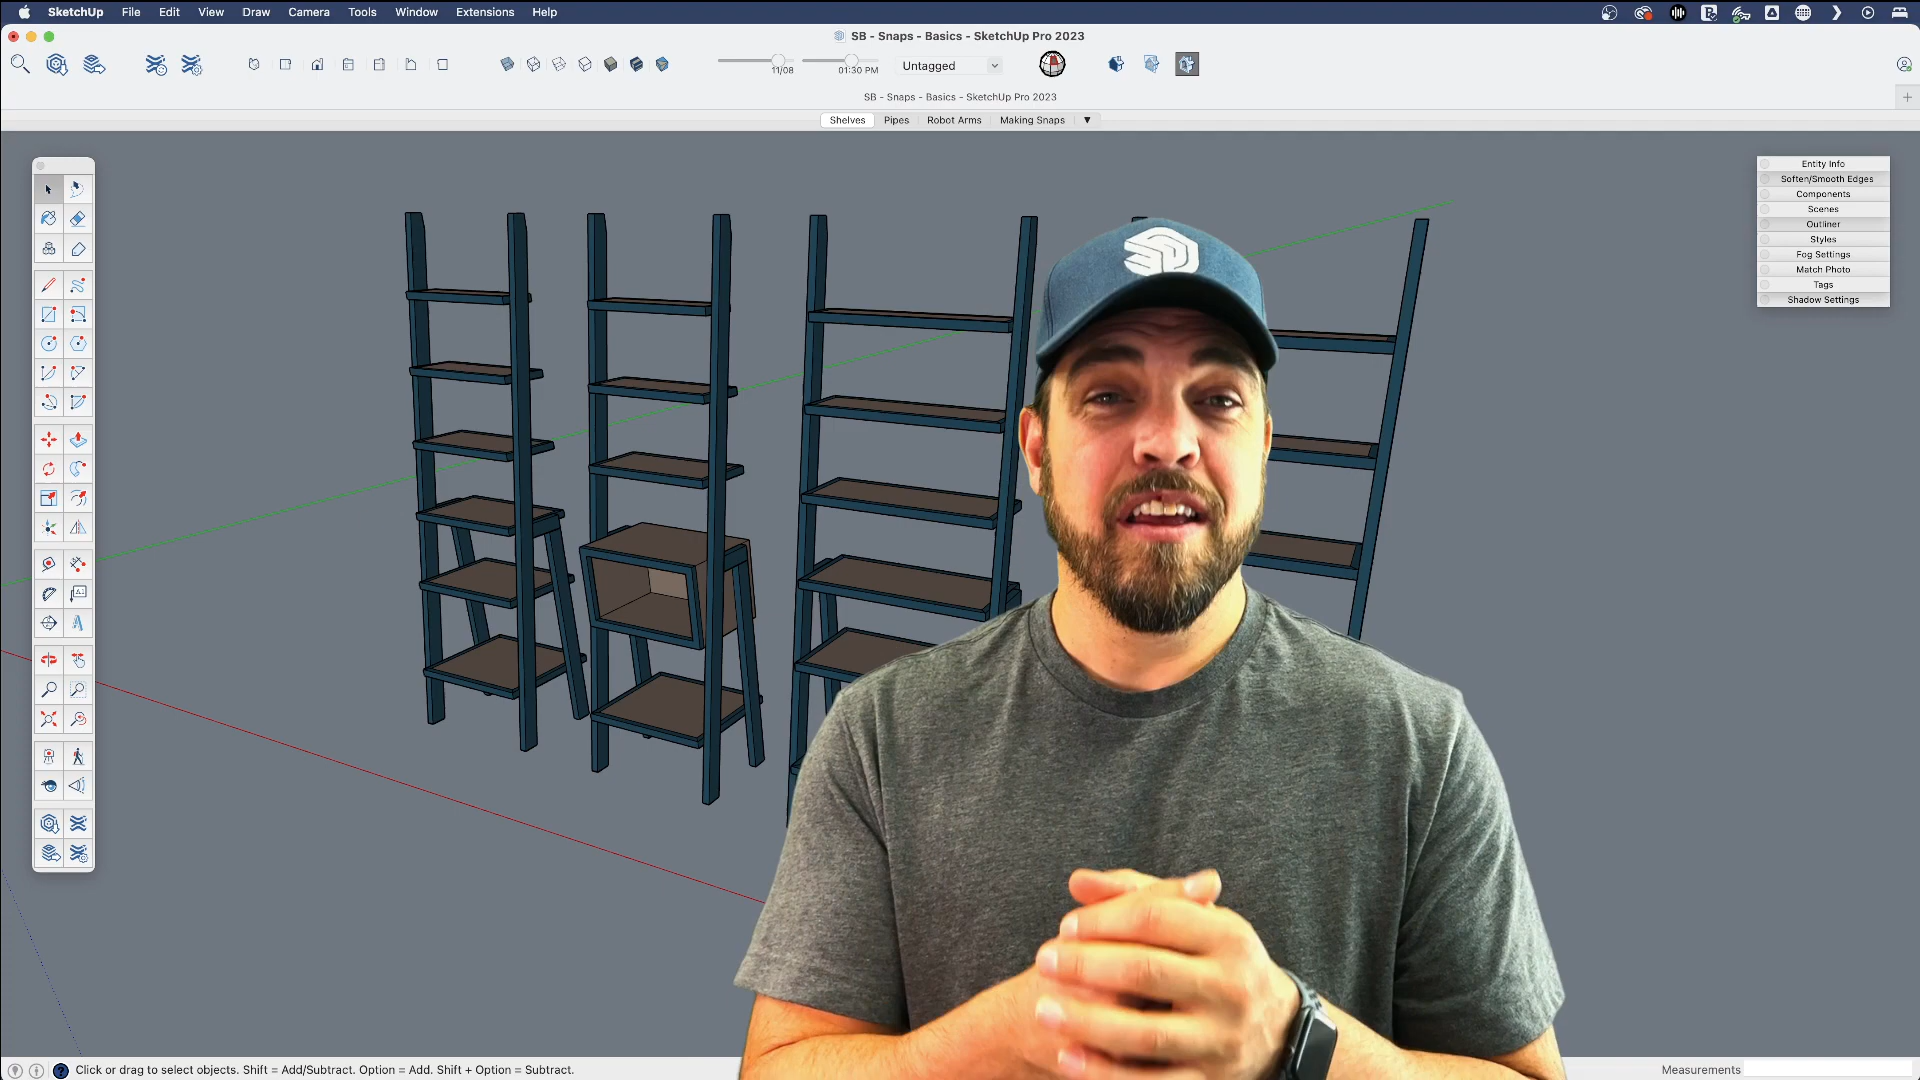 SketchUp File Edit View Draw Camera Tools Window Extensions Help
SB - Snaps - Basics - SketchUp Pro 2023
11/08 01:30 PM Untagged
SB - Snaps - Basics - SketchUp Pro 2023
Shelves Pipes Robot Arms Making Snaps
Entity Info
Soften/Smooth Edges
Components
Scenes
Outliner
Styles
Fog Settings
Match Photo
Tags
Shadow Settings
Click or drag to select objects. Shift = Add/Subtract. Option = Add. Shift + Option = Subtract.
Measurements